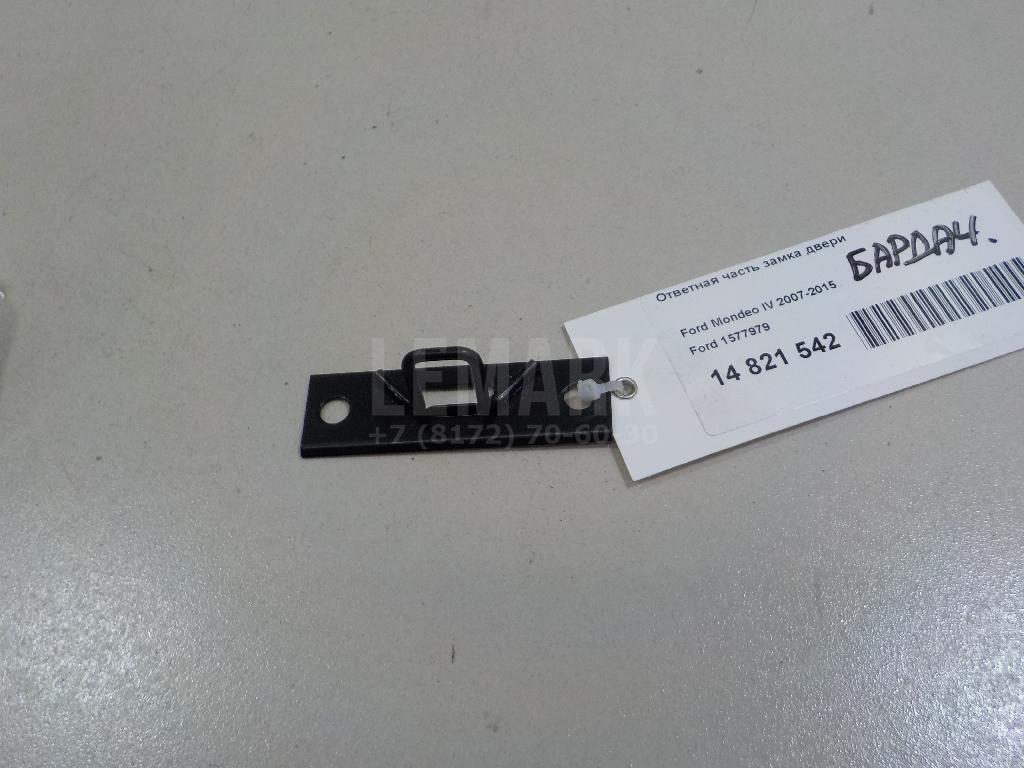 Ответная часть замка двери
БАРДАЧ.
Ford Mondeo IV 2007-2015
Ford 1577979
14 821 542
LEMARK
+7 (8172) 70-60-30